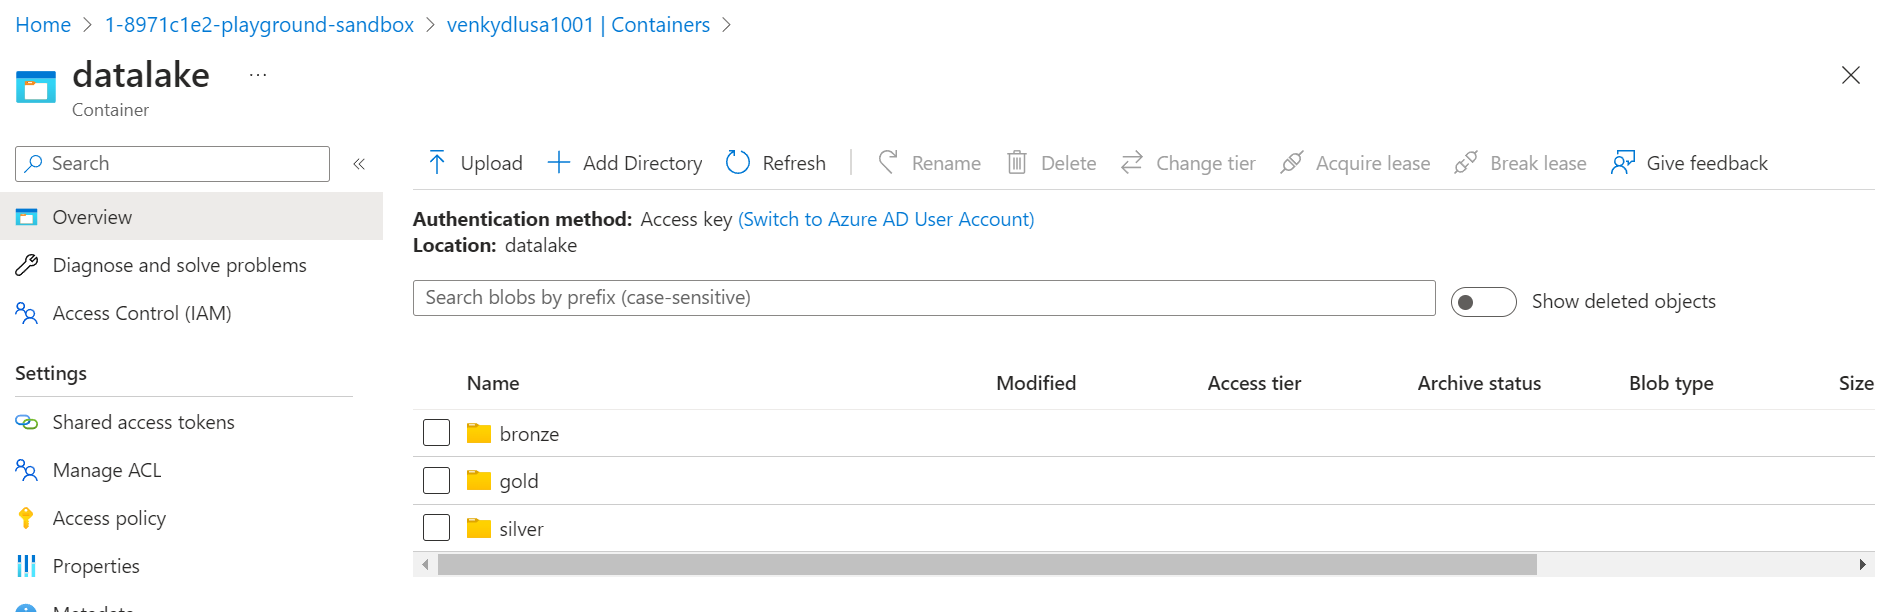 Home > 1-8971c1e2-playground-sandbox > venkydlusa1001 | Containers >
datalake ...
Container
Search «
Overview
Diagnose and solve problems
Access Control (IAM)
Settings
Shared access tokens
Manage ACL
Access policy
Properties
Metadata
Upload Add Directory Refresh Rename Delete Change tier Acquire lease Break lease Give feedback
Authentication method: Access key (Switch to Azure AD User Account)
Location: datalake
Search blobs by prefix (case-sensitive) Show deleted objects
Name Modified Access tier Archive status Blob type Size
bronze
gold
silver